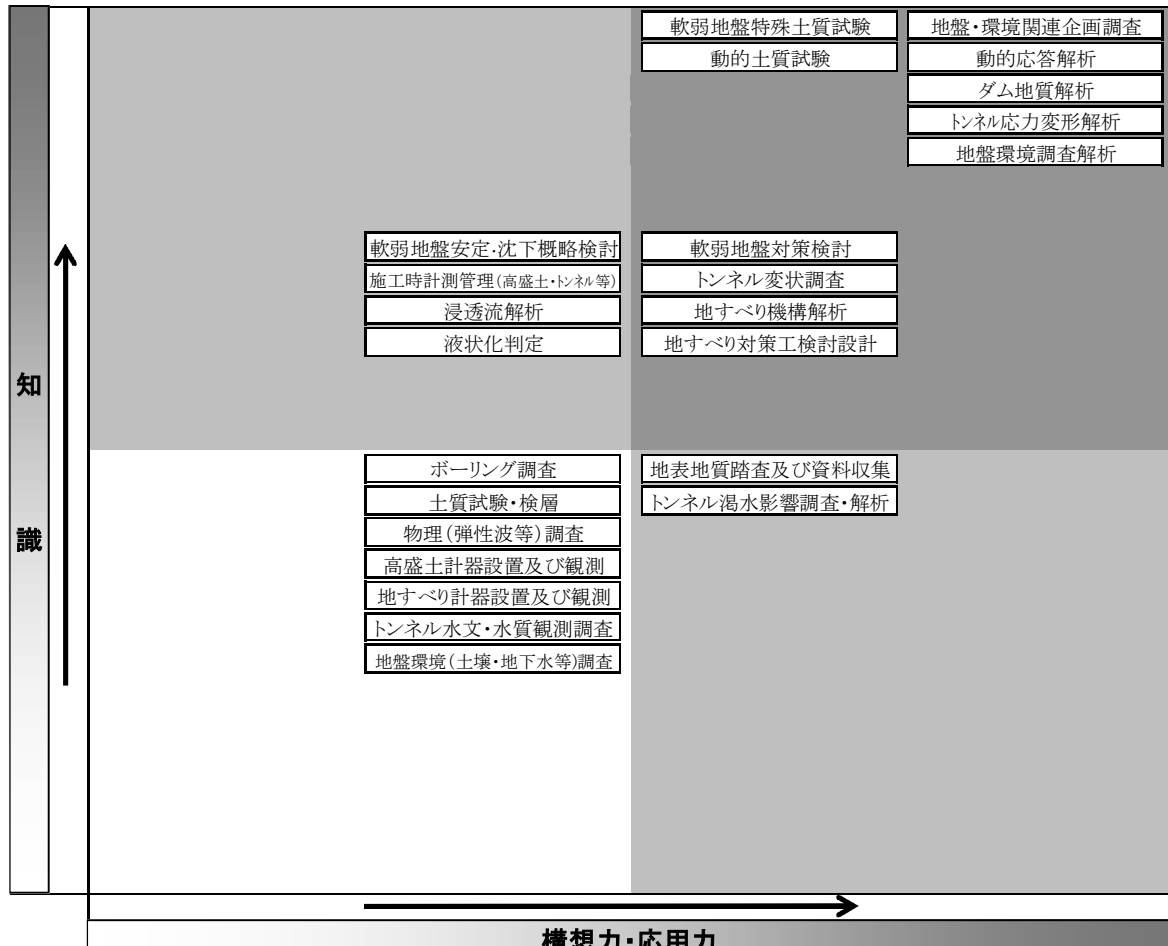 軟弱地盤特殊土質試験
地盤・環境関連企画調査
動的土質試験
動的応答解析
ダム地質解析
トンネル応力変形解析
地盤環境調査解析
軟弱地盤安定・沈下概略検討
軟弱地盤対策検討
施工時計測管理(高盛土・トンネル等)
トンネル変状調査
浸透流解析
地すべり機構解析
液状化判定
地すべり対策工検討設計
知
識
ボーリング調査
地表地質踏査及び資料収集
土質試験・検層
トンネル渇水影響調査・解析
物理(弾性波等)調査
高盛土計器設置及び観測
地すべり計器設置及び観測
トンネル水文・水質観測調査
地盤環境(土壌・地下水等)調査
構想力・応用力